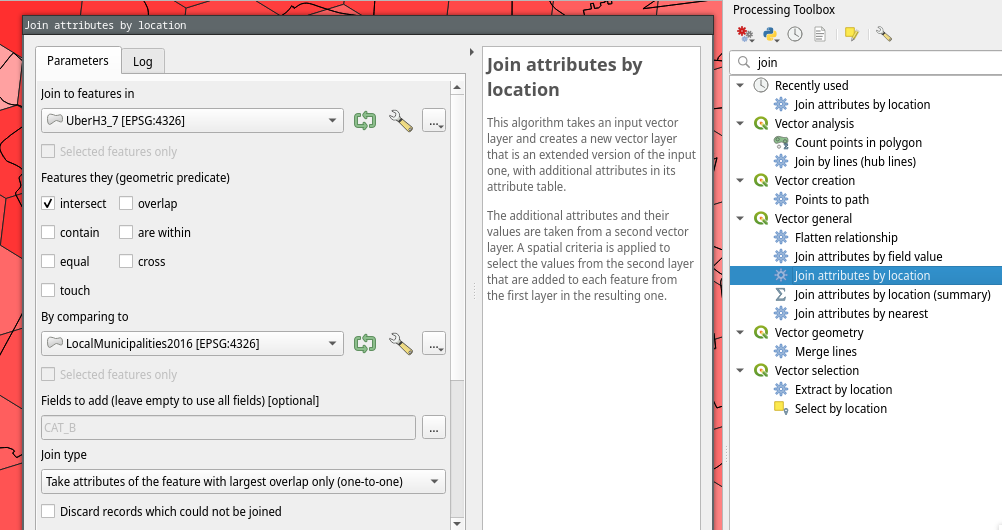 Join attributes by location
Parameters
Log
Join to features in
UberH3_7 [EPSG:4326]
...
Selected features only
Features they (geometric predicate)
intersect
overlap
contain
are within
equal
cross
touch
By comparing to
LocalMunicipalities2016 [EPSG:4326]
...
Selected features only
Fields to add (leave empty to use all fields) [optional]
CAT_B
...
Join type
Take attributes of the feature with largest overlap only (one-to-one)
Discard records which could not be joined
Join attributes by
location
This algorithm takes an input vector
layer and creates a new vector layer
that is an extended version of the input
one, with additional attributes in its
attribute table.
The additional attributes and their
values are taken from a second vector
layer. A spatial criteria is applied to
select the values from the second layer
that are added to each feature from
the first layer in the resulting one.
Processing Toolbox
join
Recently used
Join attributes by location
Vector analysis
Count points in polygon
Join by lines (hub lines)
Vector creation
Points to path
Vector general
Flatten relationship
Join attributes by field value
Join attributes by location
Join attributes by location (summary)
Join attributes by nearest
Vector geometry
Merge lines
Vector selection
Extract by location
Select by location